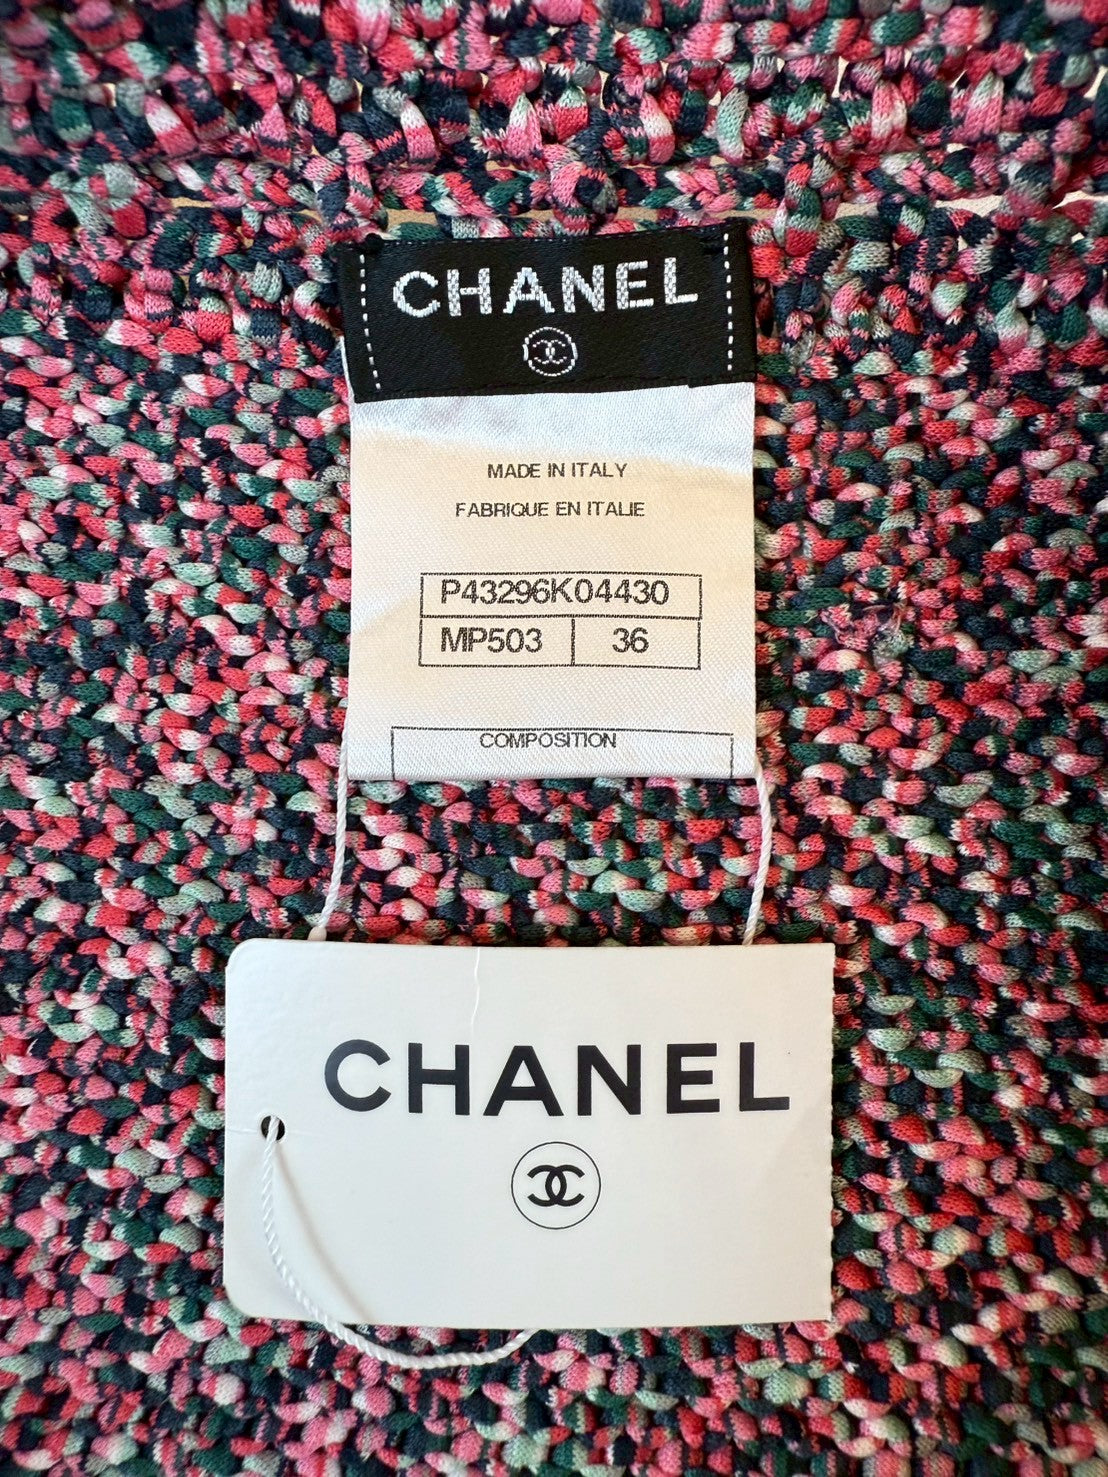 CHANEL
MADE IN ITALY
FABRIQUE EN ITALIE
P43296K04430
MP503 36
COMPOSITION
CHANEL